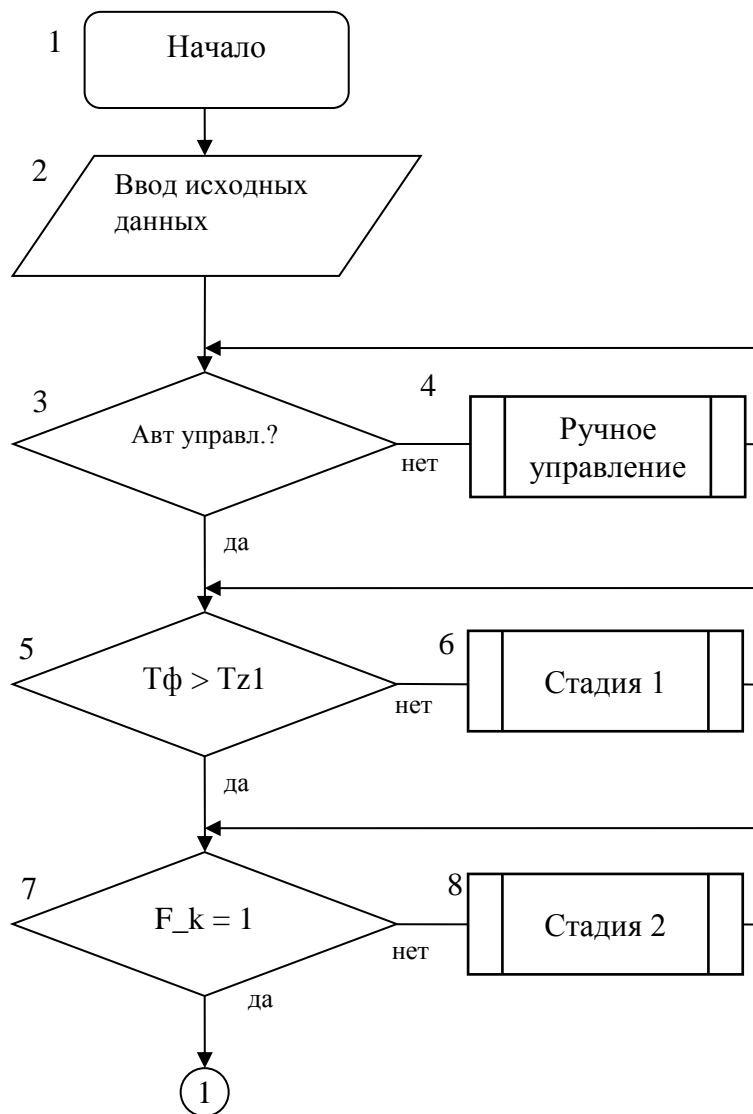 1
Начало
2
Ввод исходных
данных
3
Авт управл.?
нет
4
Ручное
управление
да
5
Тф > Tz1
нет
6
Стадия 1
да
7
F_k = 1
нет
8
Стадия 2
да
1